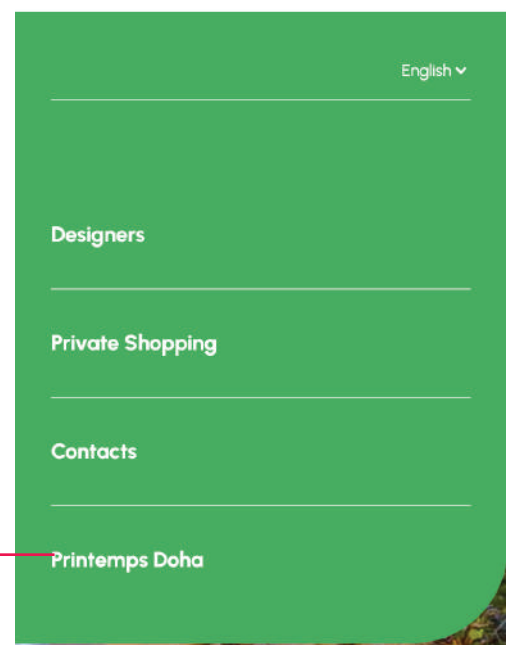 English
Designers
Private Shopping
Contacts
Printemps Doha